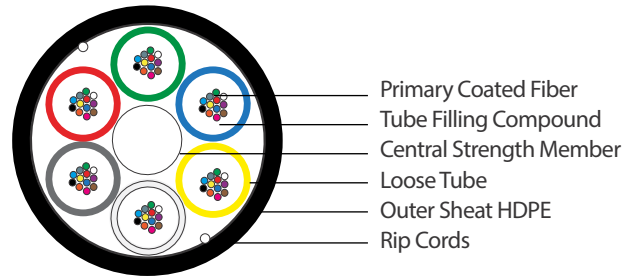 Primary Coated Fiber
Tube Filling Compound
Central Strength Member
Loose Tube
Outer Sheat HDPE
Rip Cords